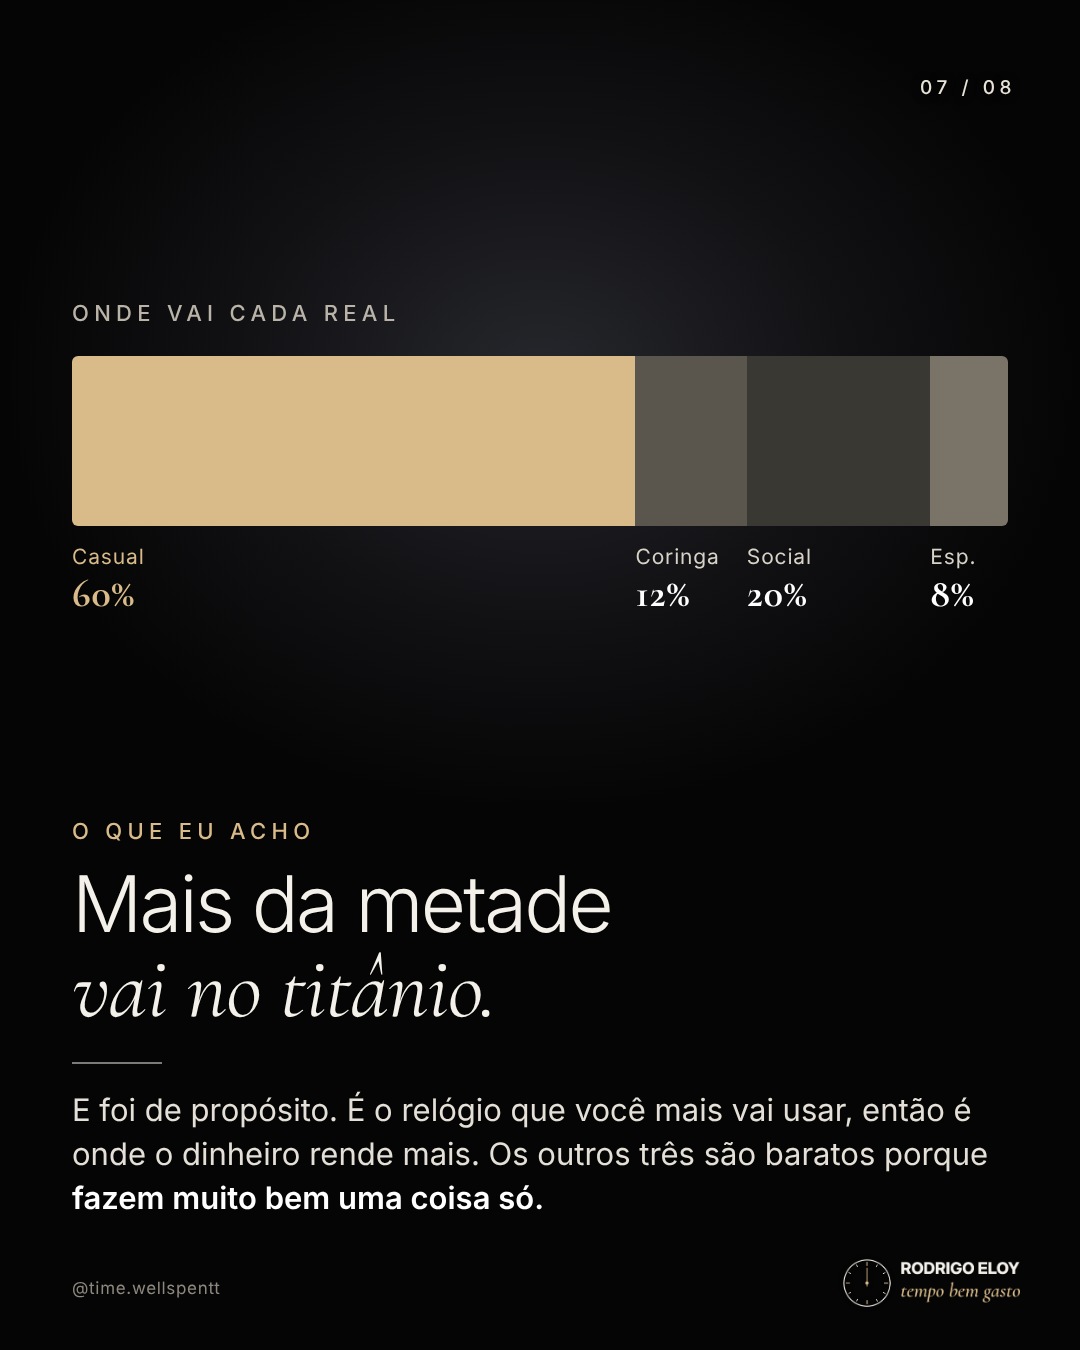 07 / 08
ONDE VAI CADA REAL
Casual Coringa Social Esp.
60% 12% 20% 8%
O QUE EU ACHO
Mais da metade
vai no titânio.
E foi de propósito. É o relógio que você mais vai usar, então é
onde o dinheiro rende mais. Os outros três são baratos porque
fazem muito bem uma coisa só.
@time.wellspentt
RODRIGO ELOY
tempo bem gasto